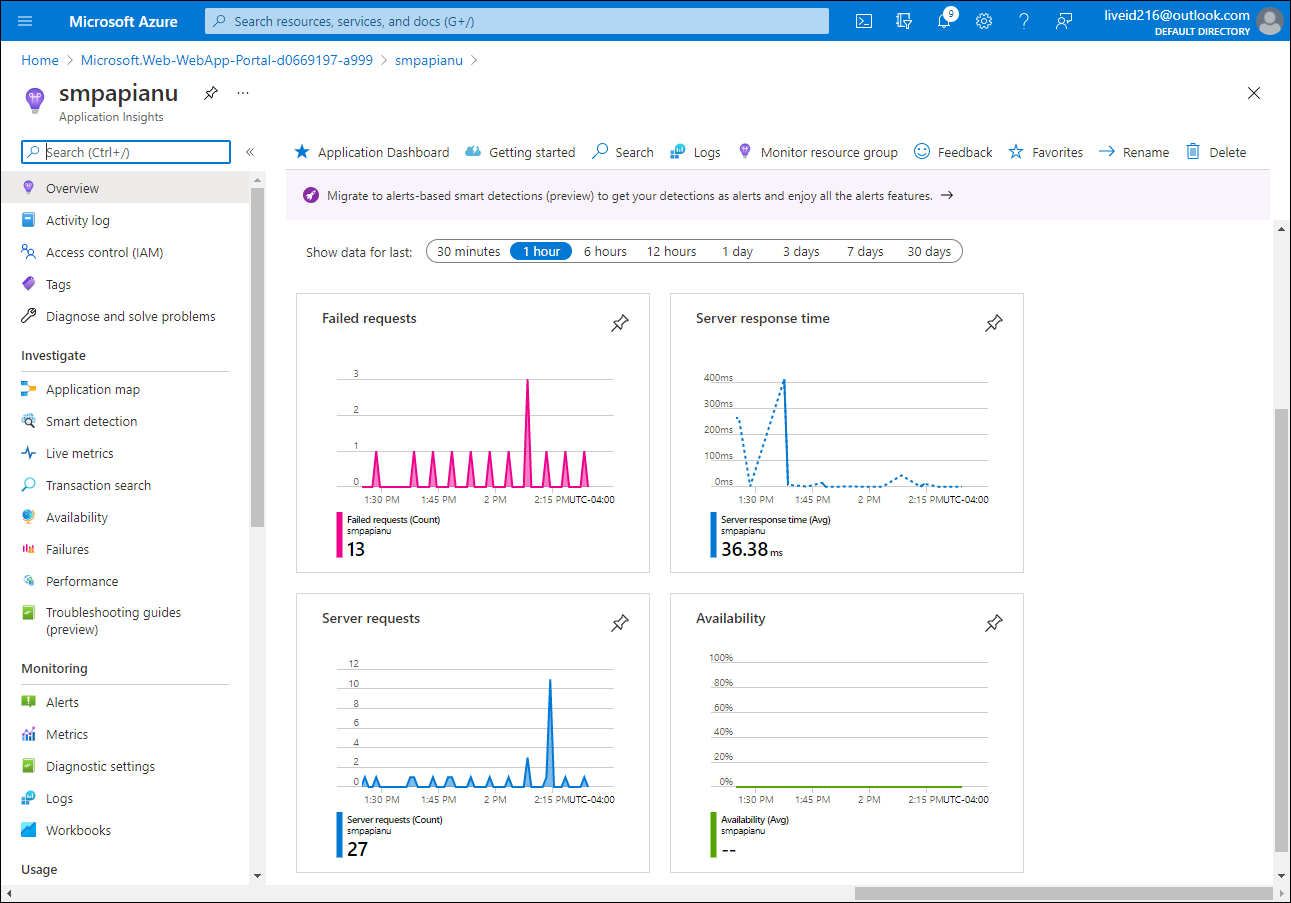 Microsoft Azure
Search resources, services, and docs (G+/)
9
liveid216@outlook.com
DEFAULT DIRECTORY
Home > Microsoft.Web-WebApp-Portal-d0669197-a999 > smpapianu >
smpapianu
Application Insights
Search (Ctrl+/)
Overview
Activity log
Access control (IAM)
Tags
Diagnose and solve problems
Investigate
Application map
Smart detection
Live metrics
Transaction search
Availability
Failures
Performance
Troubleshooting guides
(preview)
Monitoring
Alerts
Metrics
Diagnostic settings
Logs
Workbooks
Usage
Application Dashboard Getting started Search Logs Monitor resource group Feedback Favorites Rename Delete
Migrate to alerts-based smart detections (preview) to get your detections as alerts and enjoy all the alerts features. →
Show data for last: 30 minutes 1 hour 6 hours 12 hours 1 day 3 days 7 days 30 days
Failed requests
3
2
1
0
1:30 PM 1:45 PM 2 PM 2:15 PM UTC-04:00
Failed requests (Count)
smpapianu
13
Server response time
400ms
300ms
200ms
100ms
0ms
1:30 PM 1:45 PM 2 PM 2:15 PM UTC-04:00
Server response time (Avg)
smpapianu
36.38 ms
Server requests
12
10
8
6
4
2
0
1:30 PM 1:45 PM 2 PM 2:15 PM UTC-04:00
Server requests (Count)
smpapianu
27
Availability
100%
80%
60%
40%
20%
0%
1:30 PM 1:45 PM 2 PM 2:15 PM UTC-04:00
Availability (Avg)
smpapianu
--